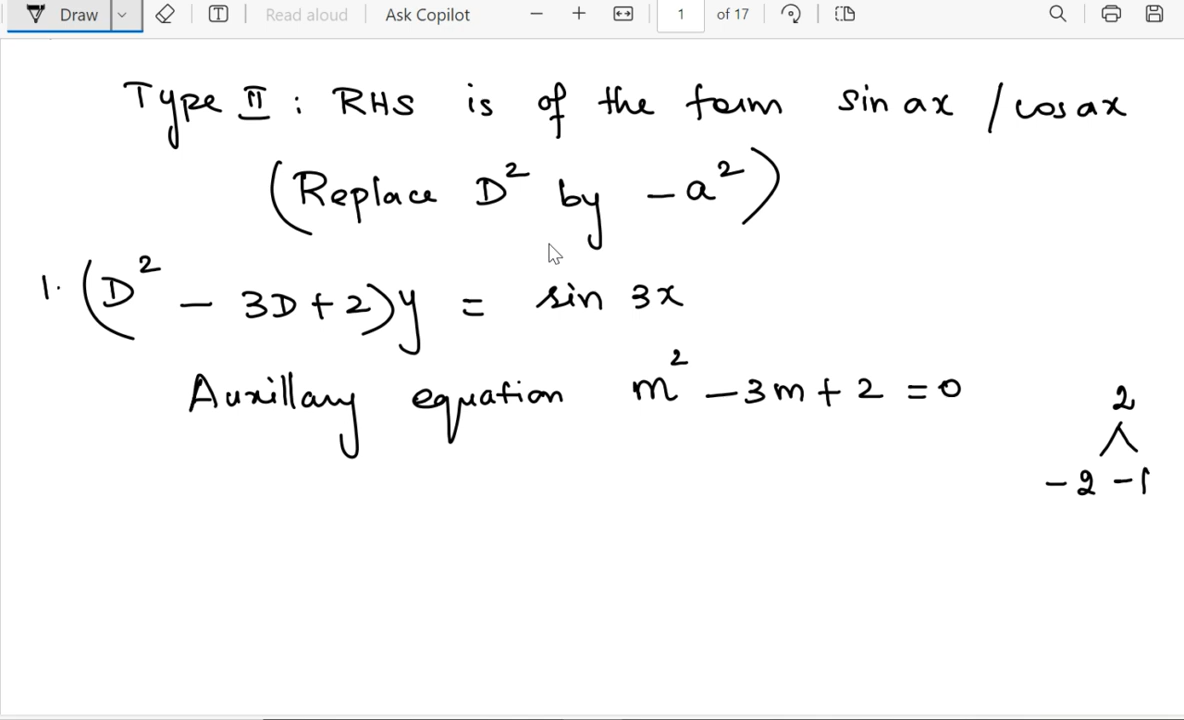 Draw Read aloud Ask Copilot 1 of 17
Type II : RHS is of the form sin ax / cos ax
(Replace D² by -a²)
1. (D² - 3D + 2)y = sin 3x
Auxillary equation m² - 3m + 2 = 0
2
-2 -1